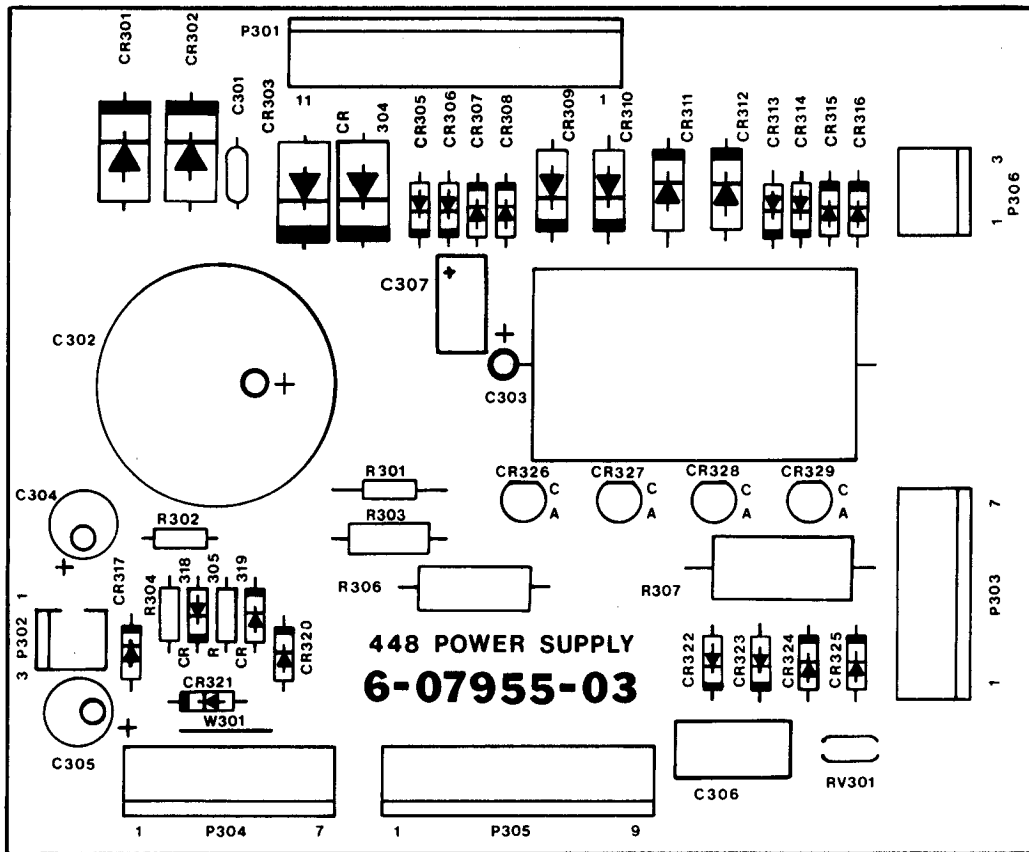 CR301
CR302
C301
CR303
P301
11
1
CR
304
CR305
CR306
CR307
CR308
CR309
CR310
CR311
CR312
CR313
CR314
CR315
CR316
3
1
P306
C307
+
C302
+
+
C303
R301
CR326
C
A
CR327
C
A
CR328
C
A
CR329
C
A
C304
+
R302
R303
R306
R307
7
P303
1
CR317
R304
318
305
319
CR
R
CR
CR320
1
P302
3
448 POWER SUPPLY
6-07955-03
CR321
W301
CR322
CR323
CR324
CR325
+
C305
C306
RV301
1
P304
7
1
P305
9